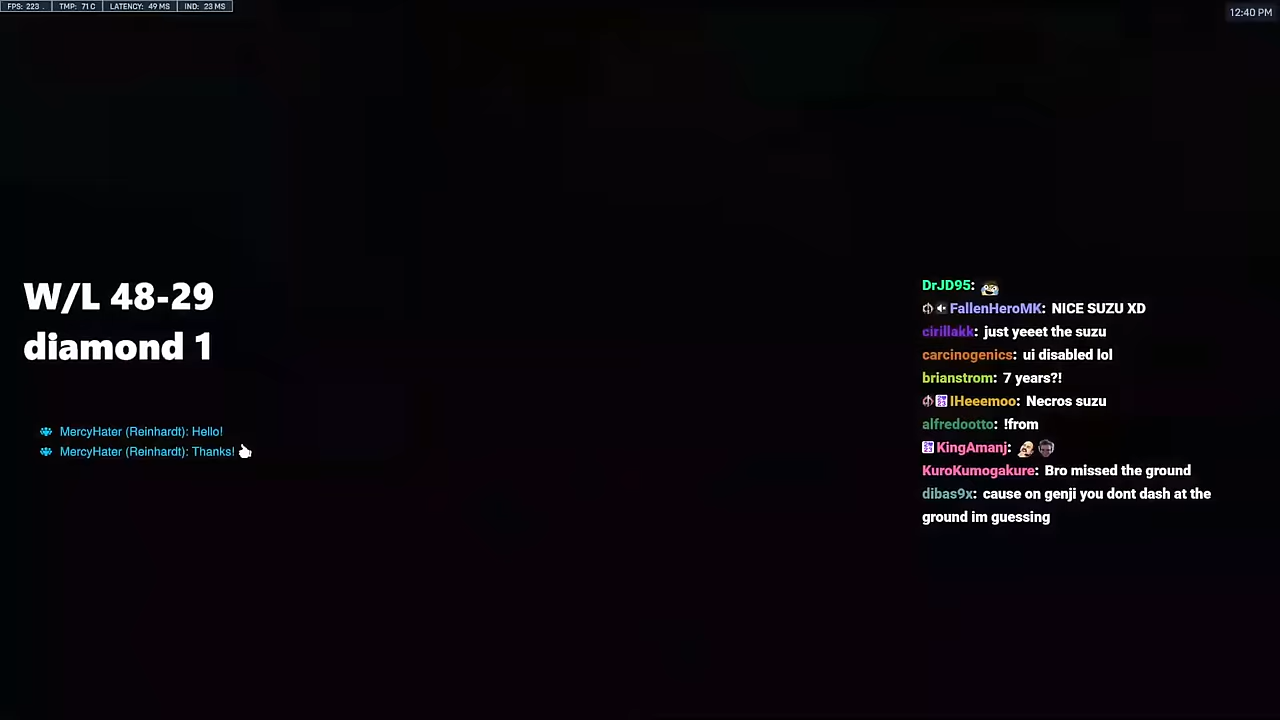 FPS: 223 . TMP: 71 C LATENCY: 49 MS IND: 23 MS
12:40 PM
W/L 48-29
diamond 1
MercyHater (Reinhardt): Hello!
MercyHater (Reinhardt): Thanks!
DrJD95:
FallenHeroMK: NICE SUZU XD
cirillakk: just yeeet the suzu
carcinogenics: ui disabled lol
brianstrom: 7 years?!
IHeeemoo: Necros suzu
alfredootto: !from
KingAmanj:
KuroKumogakure: Bro missed the ground
dibas9x: cause on genji you dont dash at the
ground im guessing